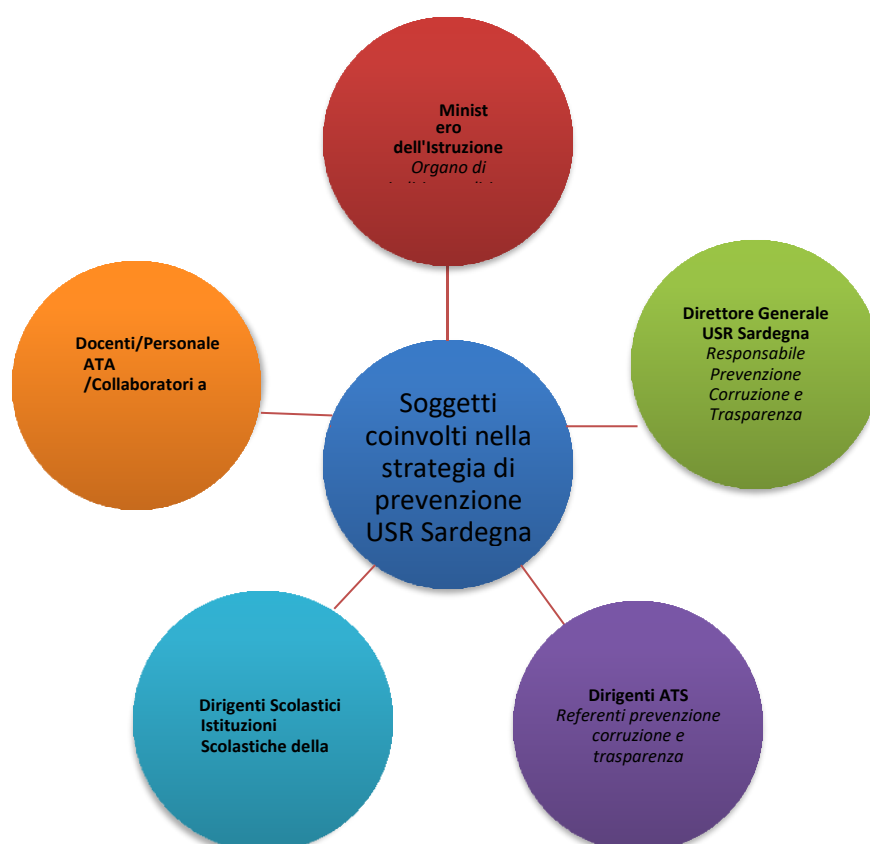 Minist
ero
dell'Istruzione
Organo di
Direttore Generale
USR Sardegna
Responsabile
Prevenzione
Corruzione e
Trasparenza
Docenti/Personale
ATA
/Collaboratori a
Soggetti
coinvolti nella
strategia di
prevenzione
USR Sardegna
Dirigenti Scolastici
Istituzioni
Scolastiche della
Dirigenti ATS
Referenti prevenzione
corruzione e
trasparenza